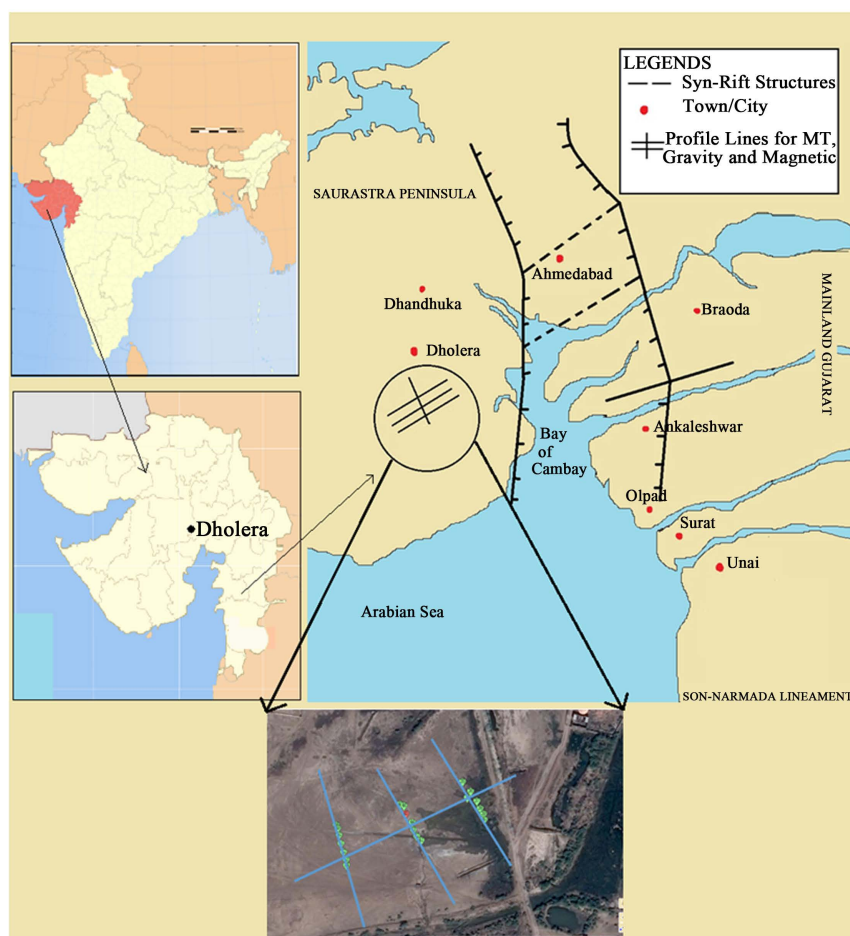 LEGENDS
Syn-Rift Structures
Town/City
Profile Lines for MT,
Gravity and Magnetic
SAURASTRA PENINSULA
Ahmedabad
Dhandhuka
Braoda
Dholera
MAINLAND GUJARAT
Ankaleshwar
Bay
of
Cambay
Olpad
Surat
Unai
Dholera
Arabian Sea
SON-NARMADA LINEAMENT